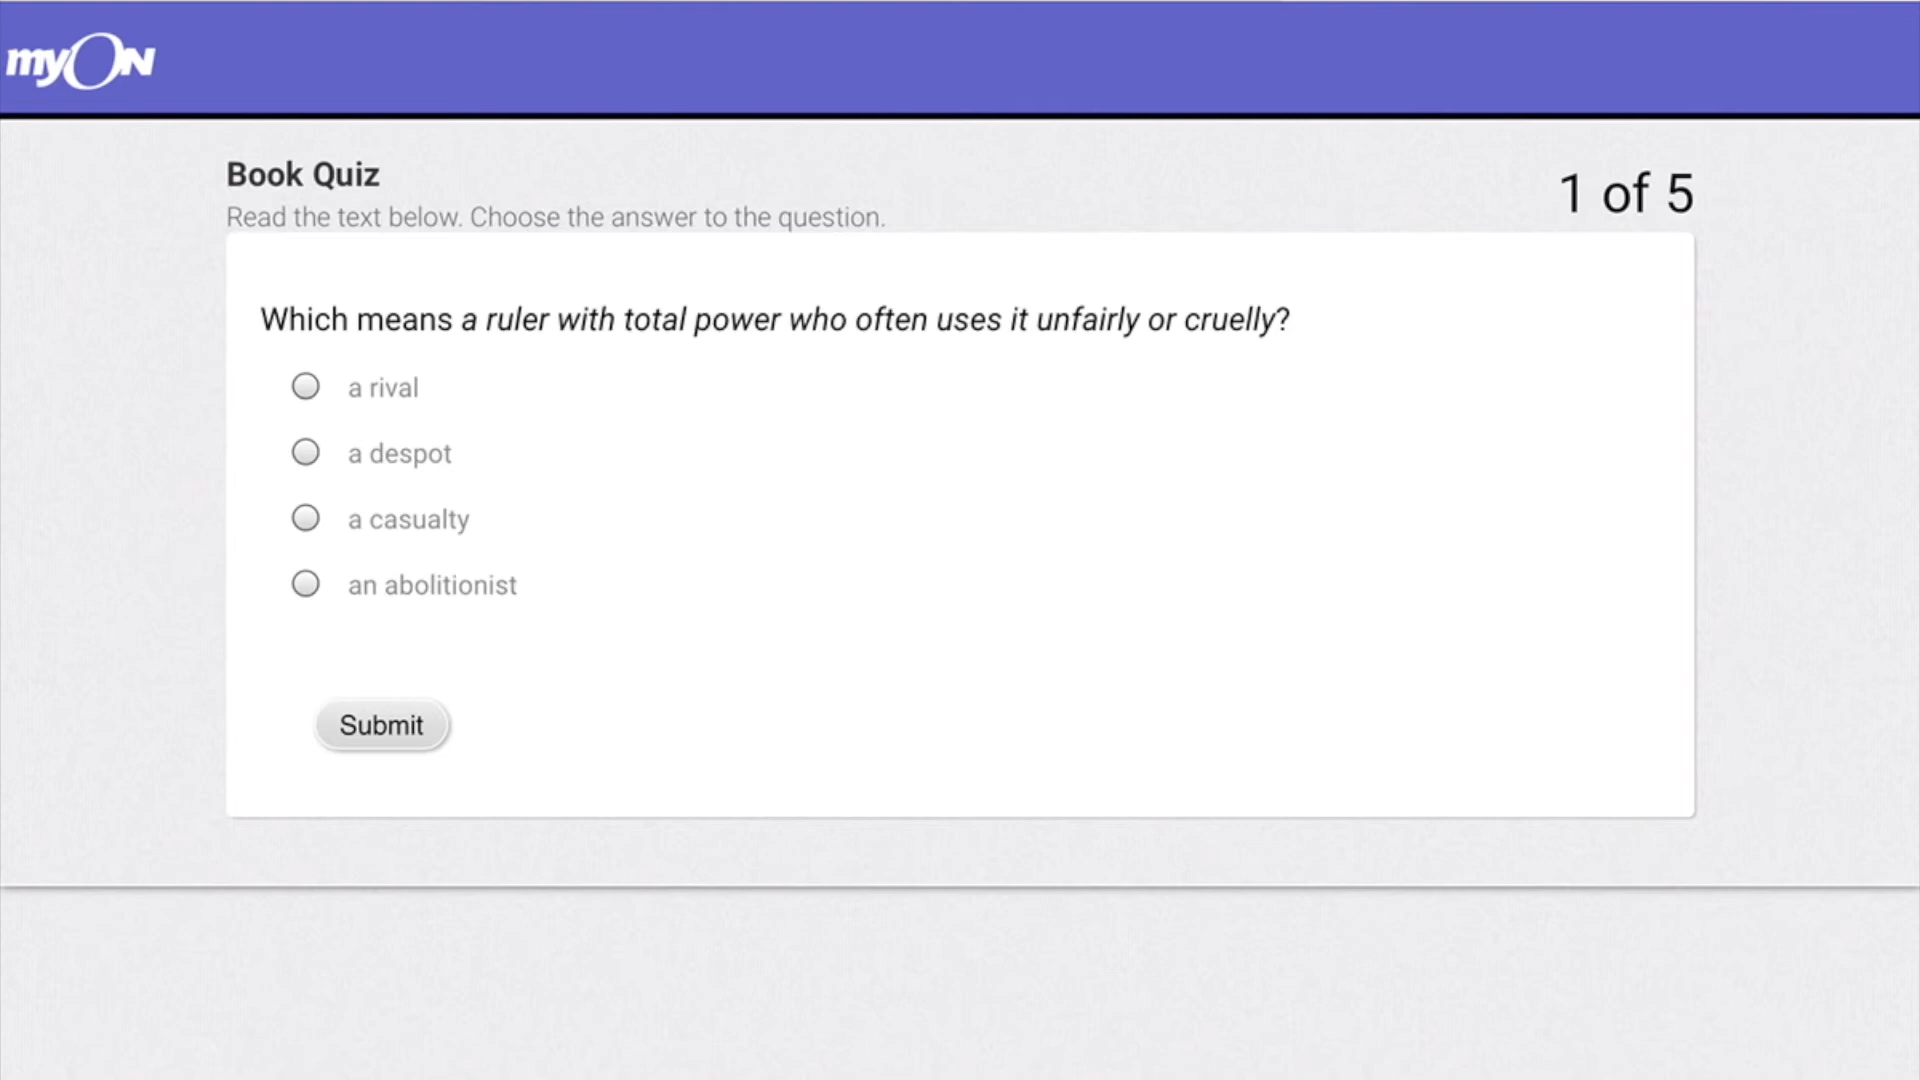 myON
Book Quiz
Read the text below. Choose the answer to the question.
1 of 5
Which means a ruler with total power who often uses it unfairly or cruelly?
a rival
a despot
a casualty
an abolitionist
Submit